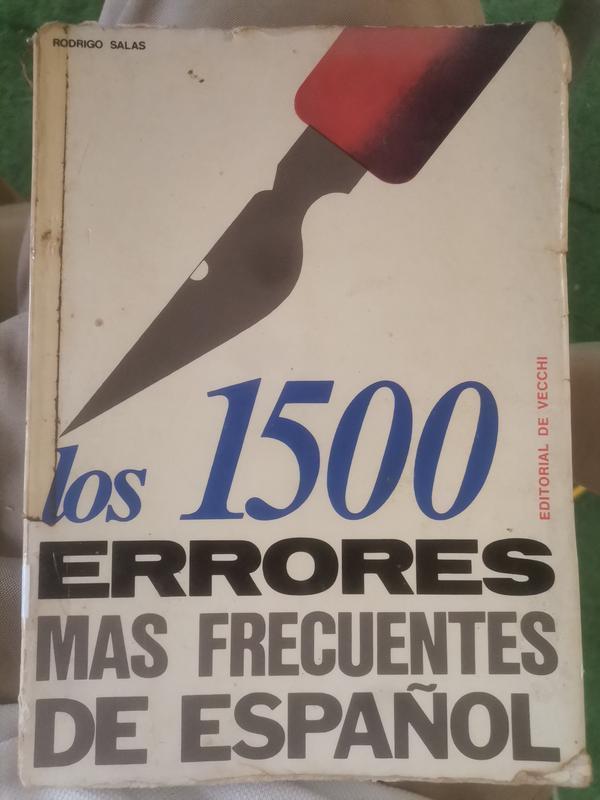 RODRIGO SALAS
los 1500
EDITORIAL DE VECCHI
ERRORES
MAS FRECUENTES
DE ESPAÑOL